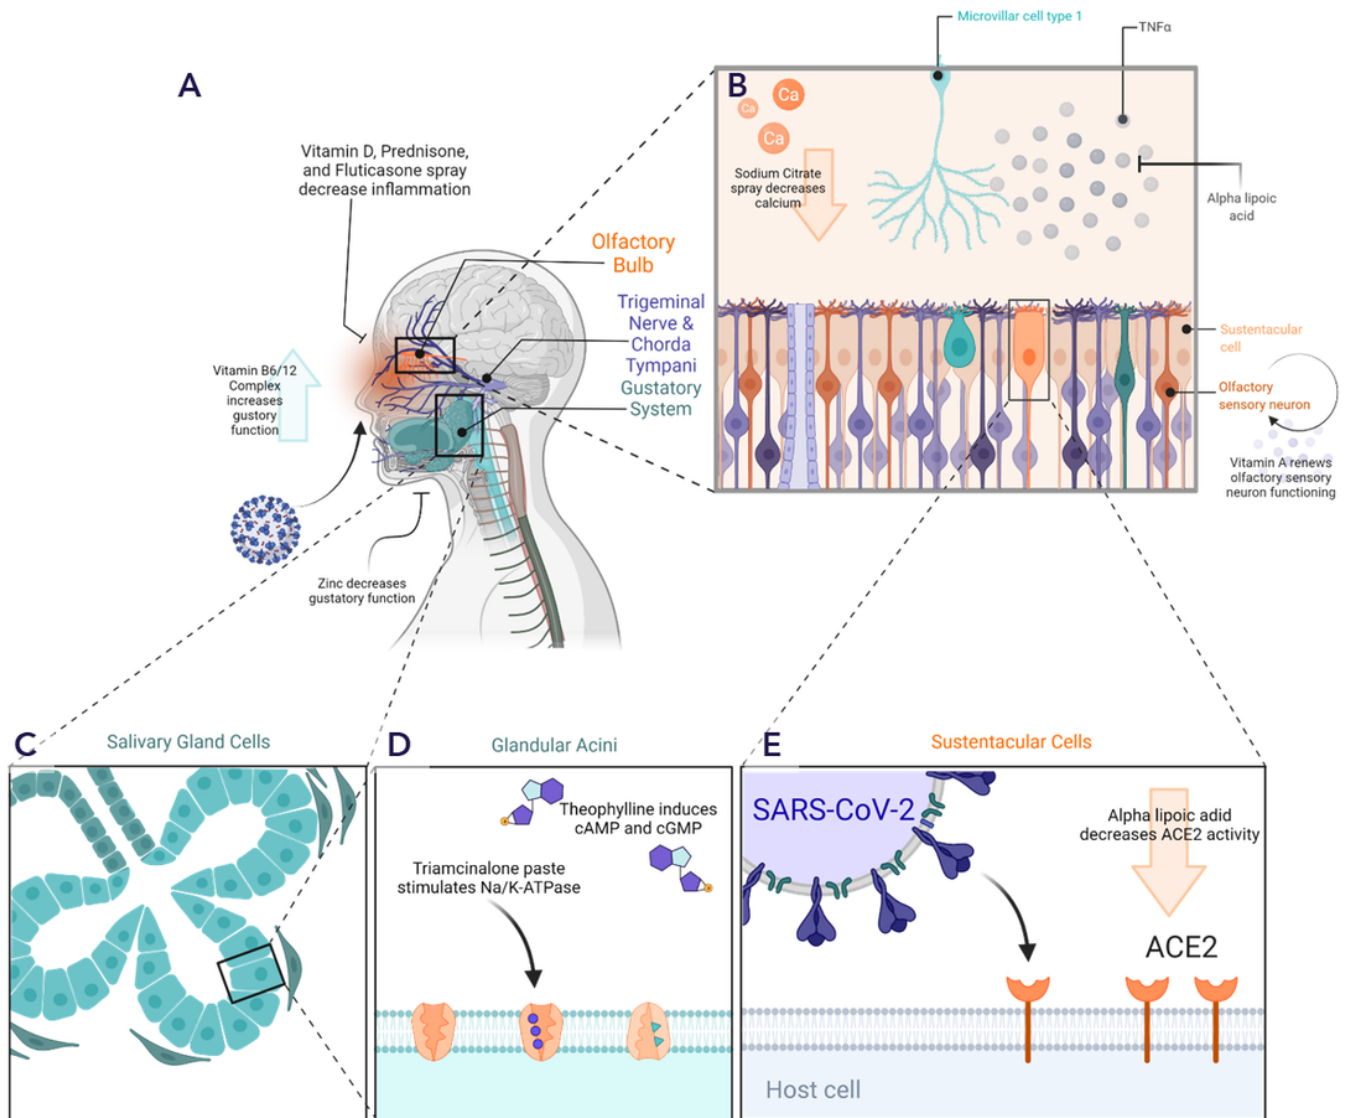 A
Vitamin D, Prednisone,
and Fluticasone spray
decrease inflammation
Olfactory
Bulb
Trigeminal
Nerve &
Chorda
Tympani
Gustatory
System
Vitamin B6/12
Complex
increases
gustory
function
Zinc decreases
gustatory function
B
Microvillar cell type 1
TNFα
Ca
Ca
Ca
Sodium Citrate
spray decreases
calcium
Alpha lipoic
acid
Sustentacular
cell
Olfactory
sensory neuron
Vitamin A renews
olfactory sensory
neuron functioning
C
Salivary Gland Cells
D
Glandular Acini
Theophylline induces
cAMP and cGMP
Triamcinalone paste
stimulates Na/K-ATPase
E
Sustentacular Cells
SARS-CoV-2
Alpha lipoic adid
decreases ACE2 activity
ACE2
Host cell